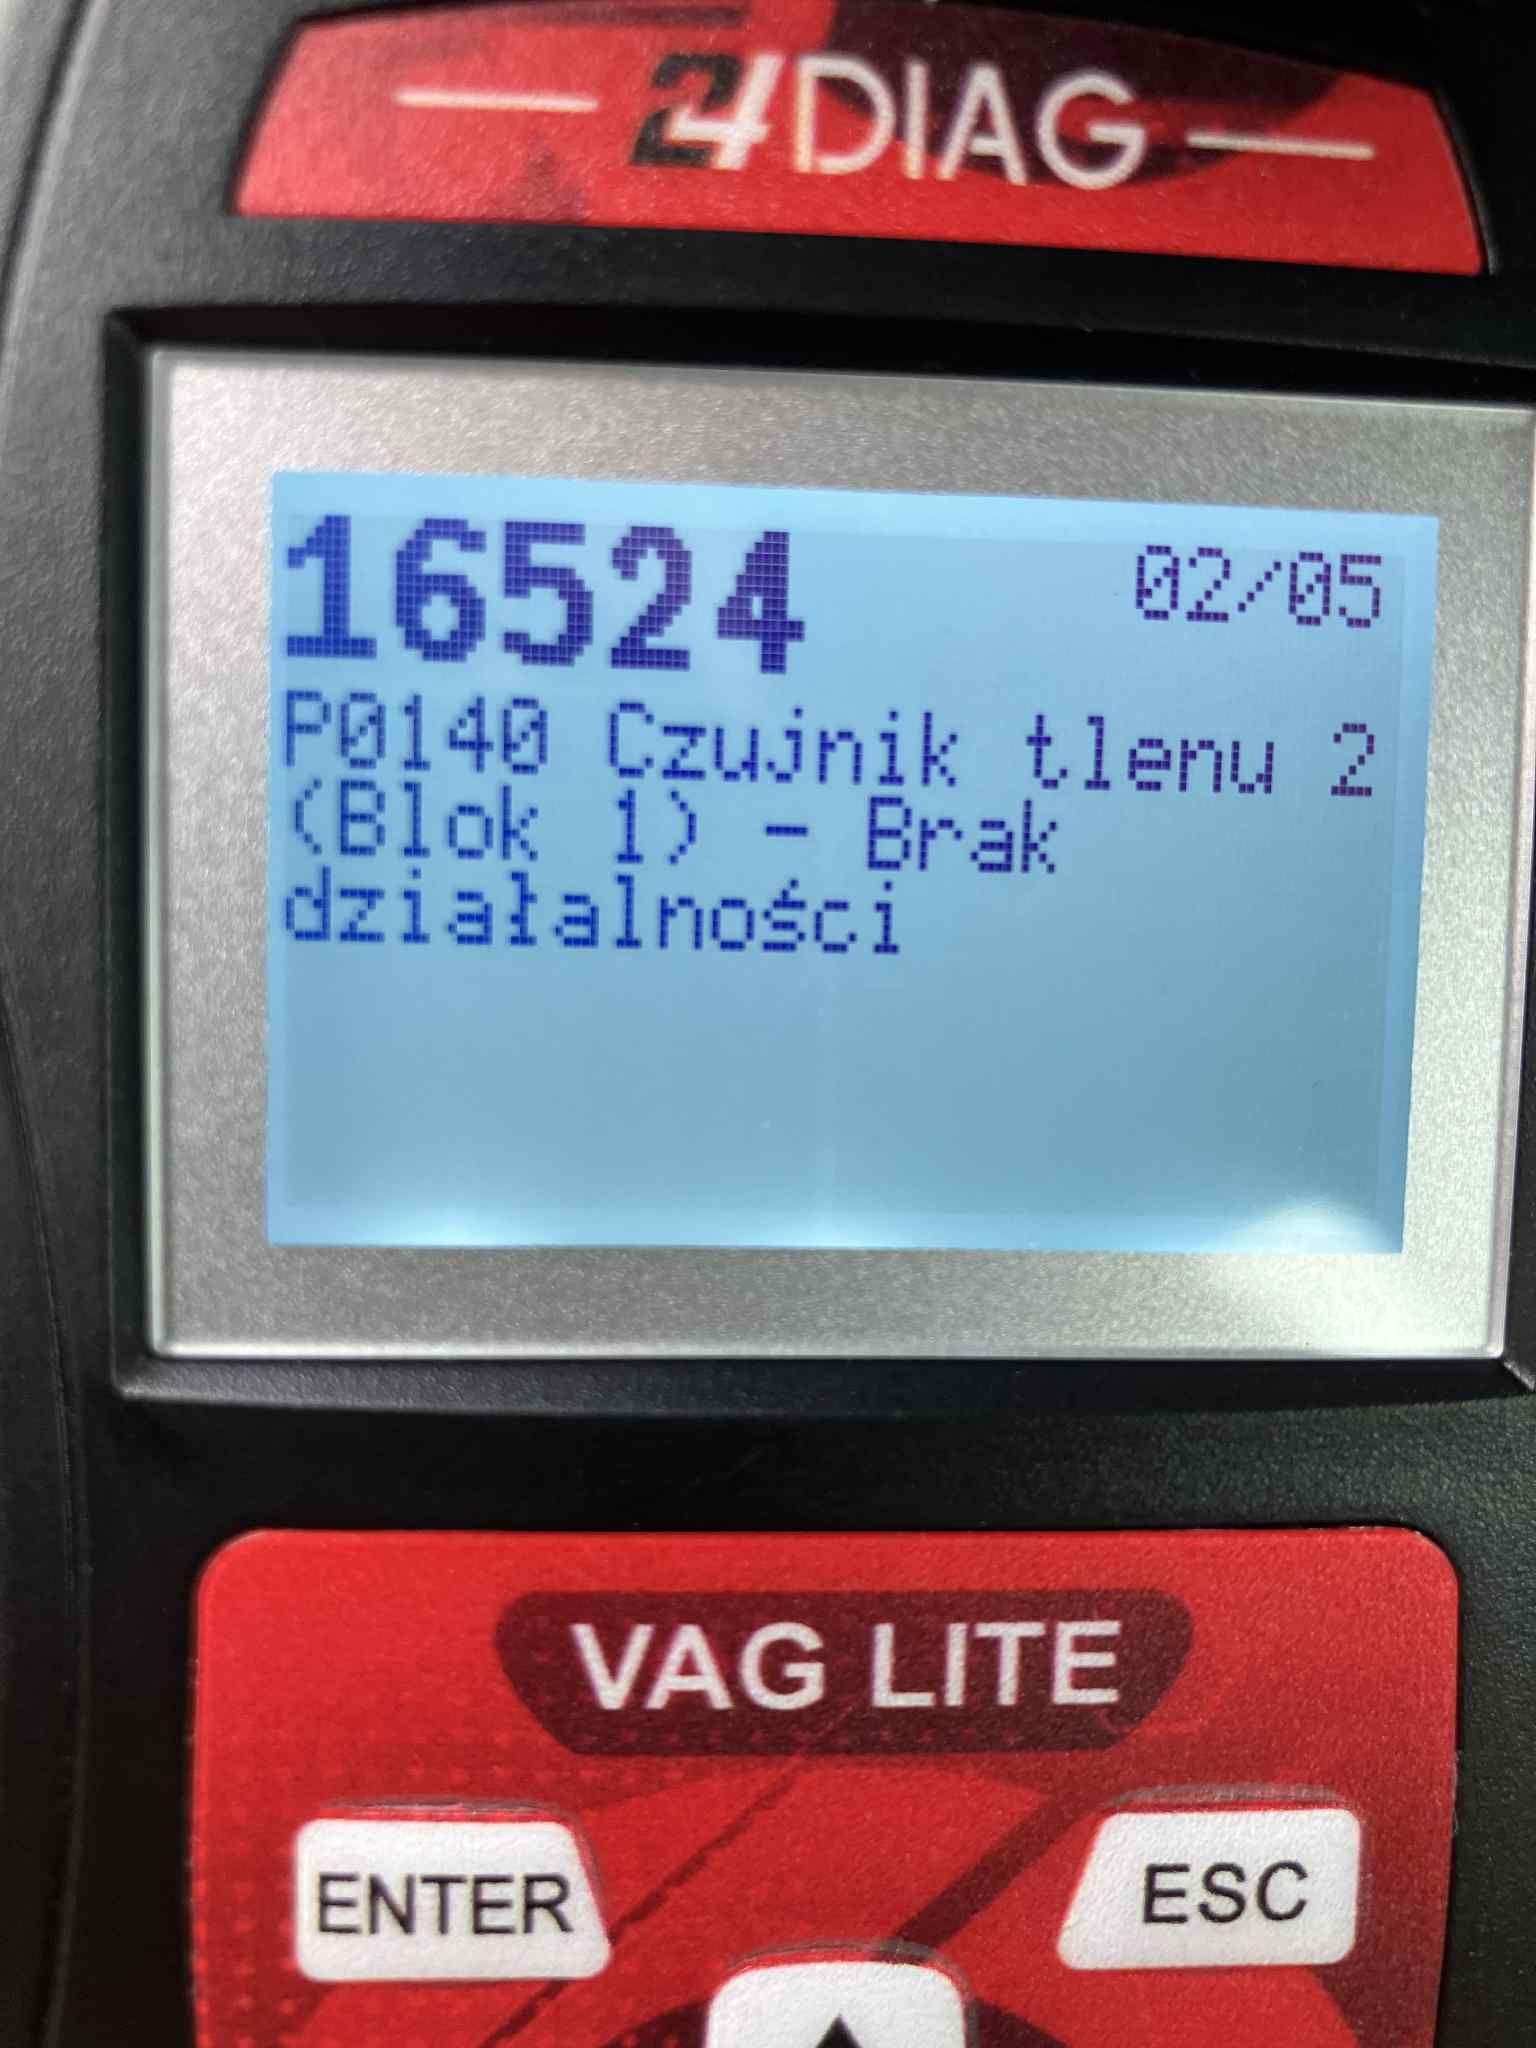 24DIAG
16524 02/05
P0140 Czujnik tlenu 2
(Blok 1) - Brak
działalności
VAG LITE
ENTER ESC